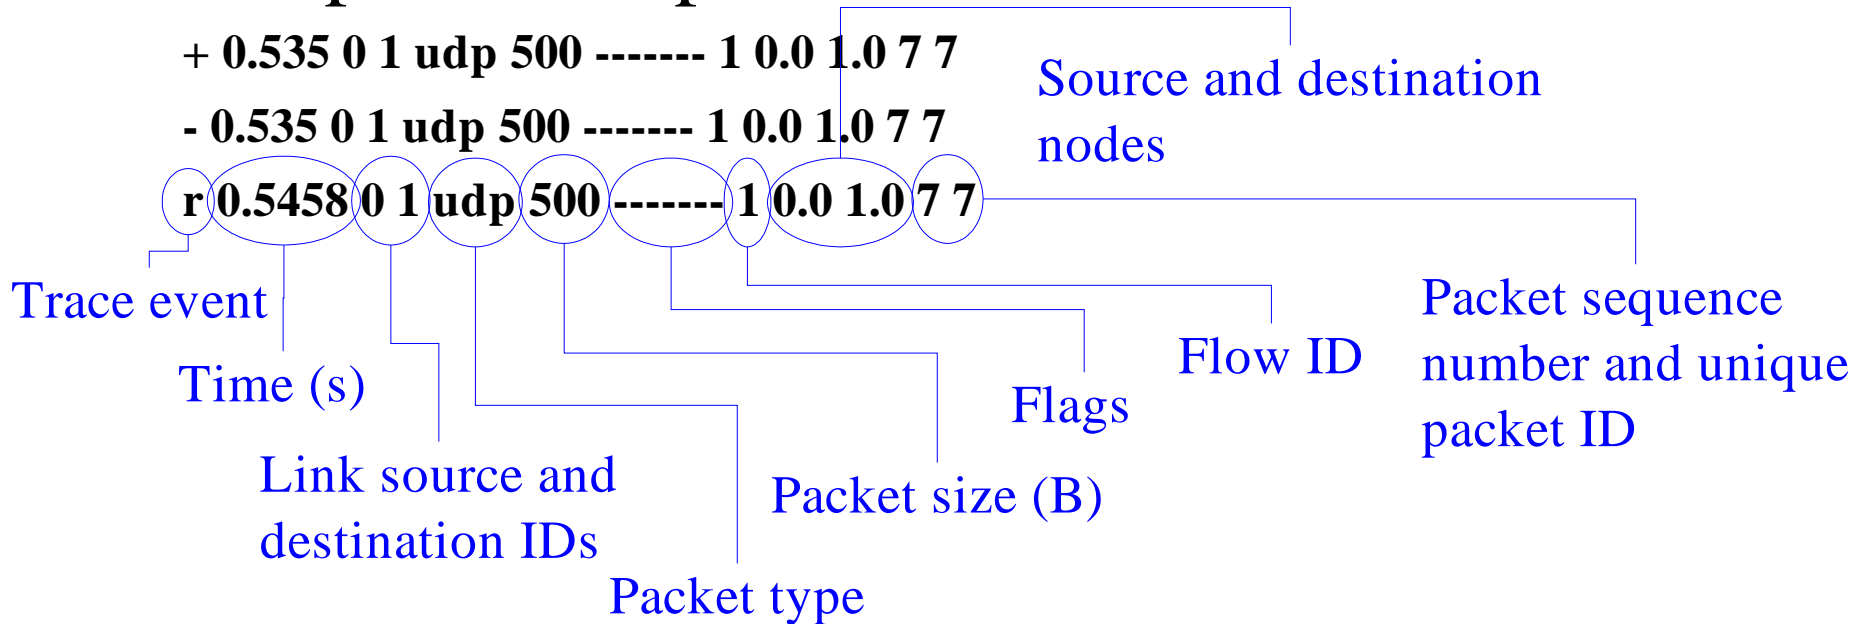 + 0.535 0 1 udp 500 ------- 1 0.0 1.0 7 7
- 0.535 0 1 udp 500 ------- 1 0.0 1.0 7 7
r 0.5458 0 1 udp 500 ------- 1 0.0 1.0 7 7
Source and destination
nodes
Trace event
Time (s)
Link source and
destination IDs
Packet type
Packet size (B)
Flags
Flow ID
Packet sequence
number and unique
packet ID